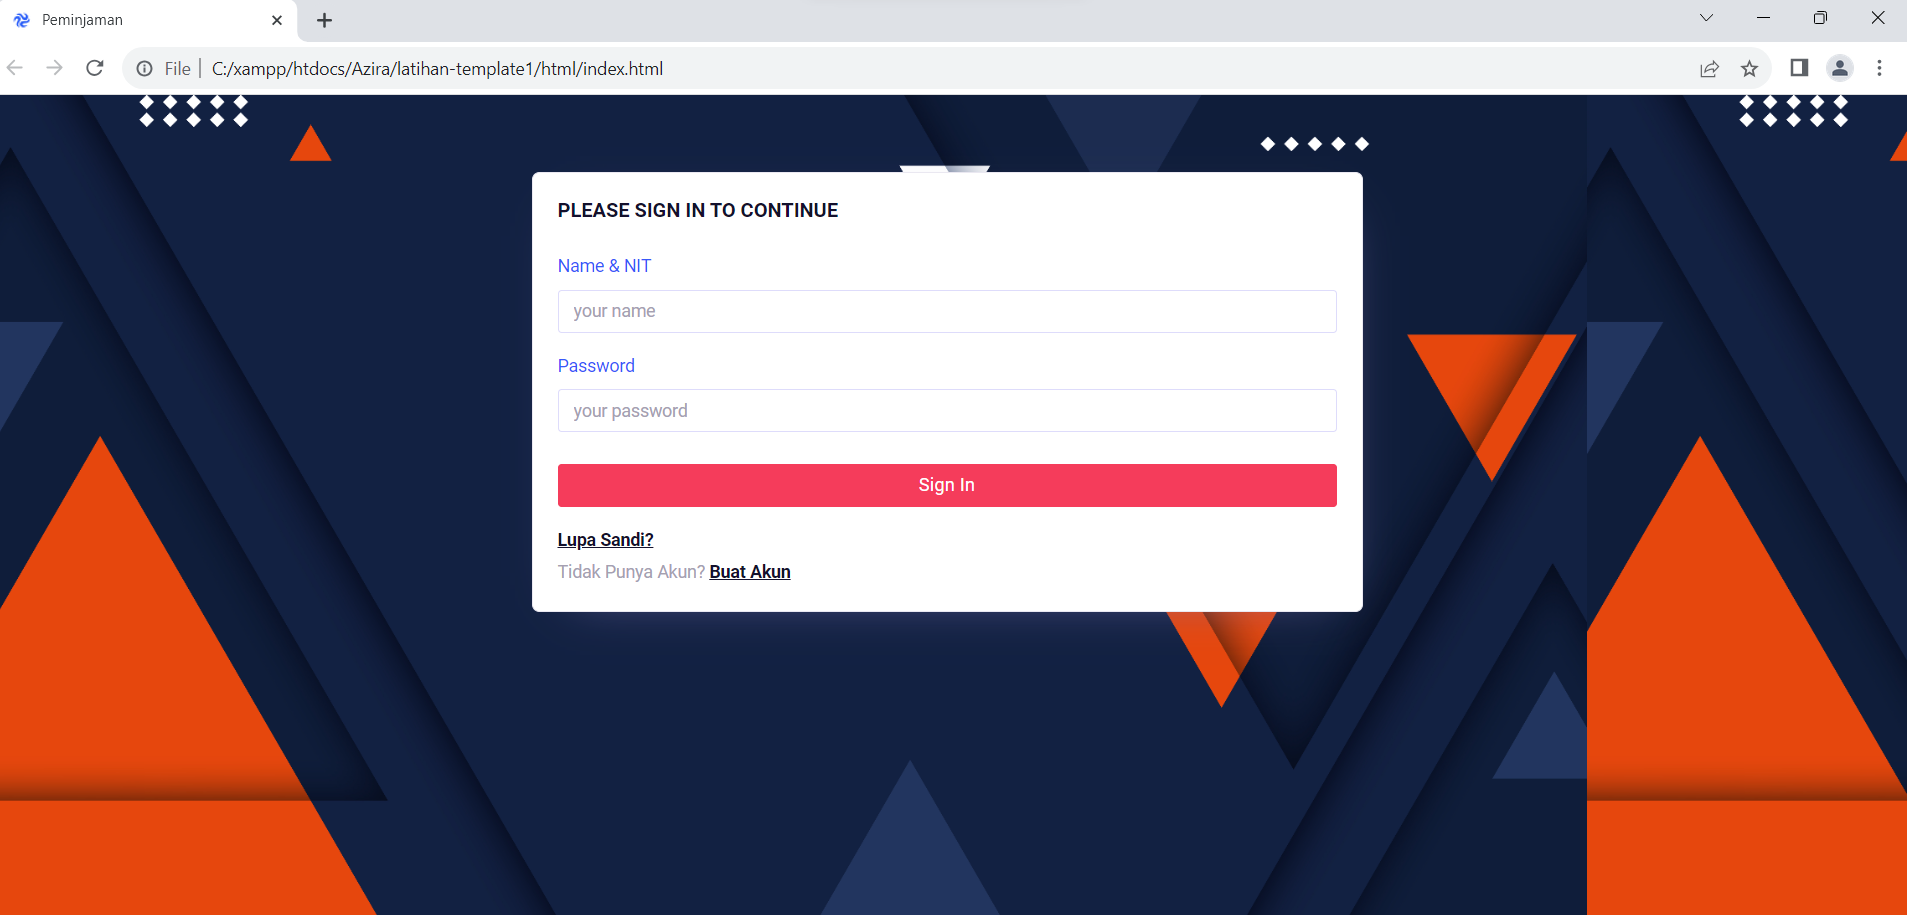 Peminjaman
File
C:/xampp/htdocs/Azira/latihan-template1/html/index.html
PLEASE SIGN IN TO CONTINUE
Name & NIT
your name
Password
your password
Sign In
Lupa Sandi?
Tidak Punya Akun? Buat Akun